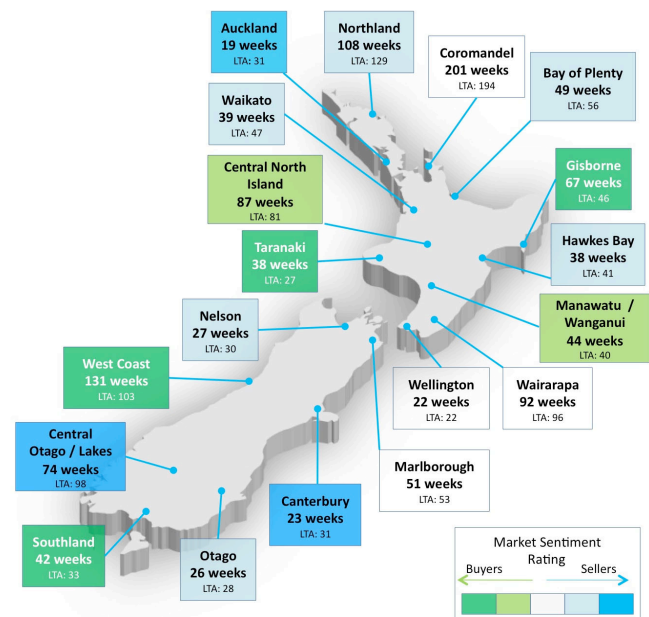 Auckland
19 weeks
LTA: 31
Northland
108 weeks
LTA: 129
Coromandel
201 weeks
LTA: 194
Bay of Plenty
49 weeks
LTA: 56
Waikato
39 weeks
LTA: 47
Central North
Island
87 weeks
LTA: 81
Gisborne
67 weeks
LTA: 46
Taranaki
38 weeks
LTA: 27
Hawkes Bay
38 weeks
LTA: 41
Nelson
27 weeks
LTA: 30
Manawatu /
Wanganui
44 weeks
LTA: 40
West Coast
131 weeks
LTA: 103
Wellington
22 weeks
LTA: 22
Wairarapa
92 weeks
LTA: 96
Central
Otago / Lakes
74 weeks
LTA: 98
Marlborough
51 weeks
LTA: 53
Canterbury
23 weeks
LTA: 31
Southland
42 weeks
LTA: 33
Otago
26 weeks
LTA: 28
Market Sentiment
Rating
Buyers
Sellers